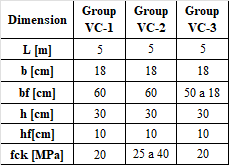 Dimension Group VC-1 Group VC-2 Group VC-3
L [m] 5 5 5
b [cm] 18 18 18
bf [cm] 60 60 50 a 18
h [cm] 30 30 30
hf[cm] 10 10 10
fck [MPa] 20 25 a 40 20